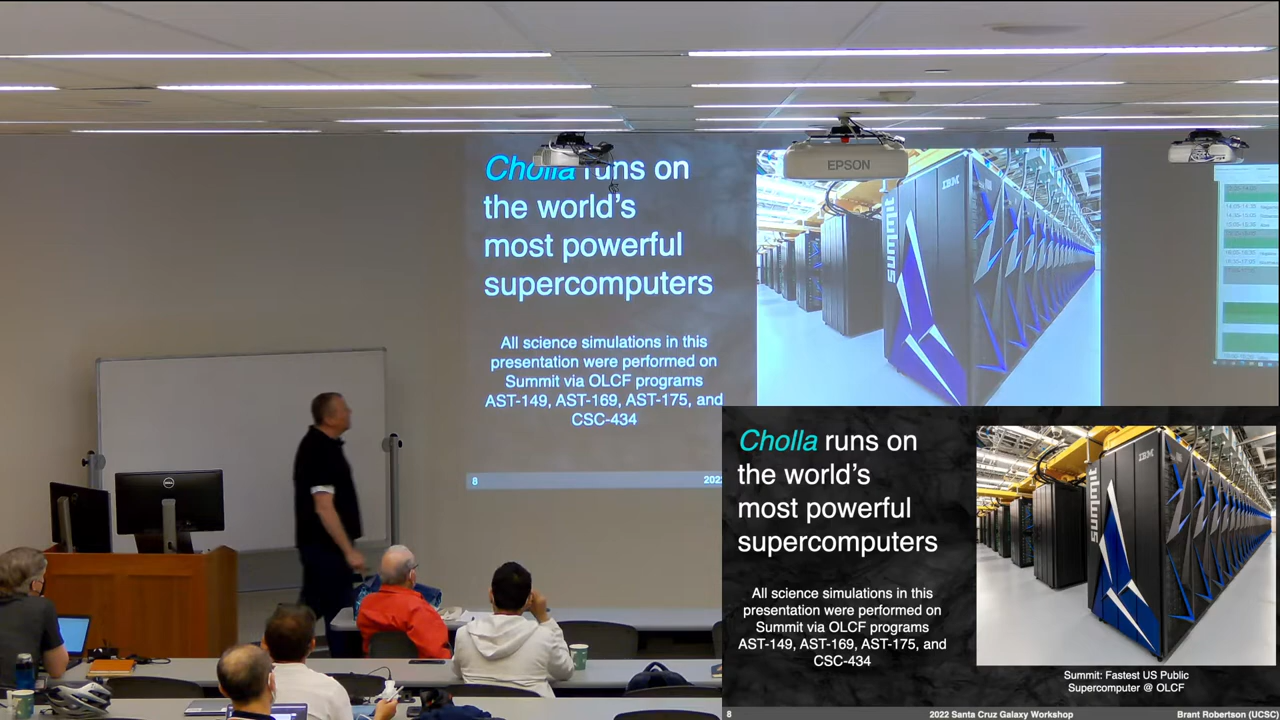 Cholla runs on
the world's
most powerful
supercomputers
All science simulations in this
presentation were performed on
Summit via OLCF programs
AST-149, AST-169, AST-175, and
CSC-434
8
202
EPSON
IBM
summit
DELL
Cholla runs on
the world's
most powerful
supercomputers
All science simulations in this
presentation were performed on
Summit via OLCF programs
AST-149, AST-169, AST-175, and
CSC-434
IBM
summit
Summit: Fastest US Public
Supercomputer @ OLCF
8 2022 Santa Cruz Galaxy Workshop Brant Robertson (UCSC)